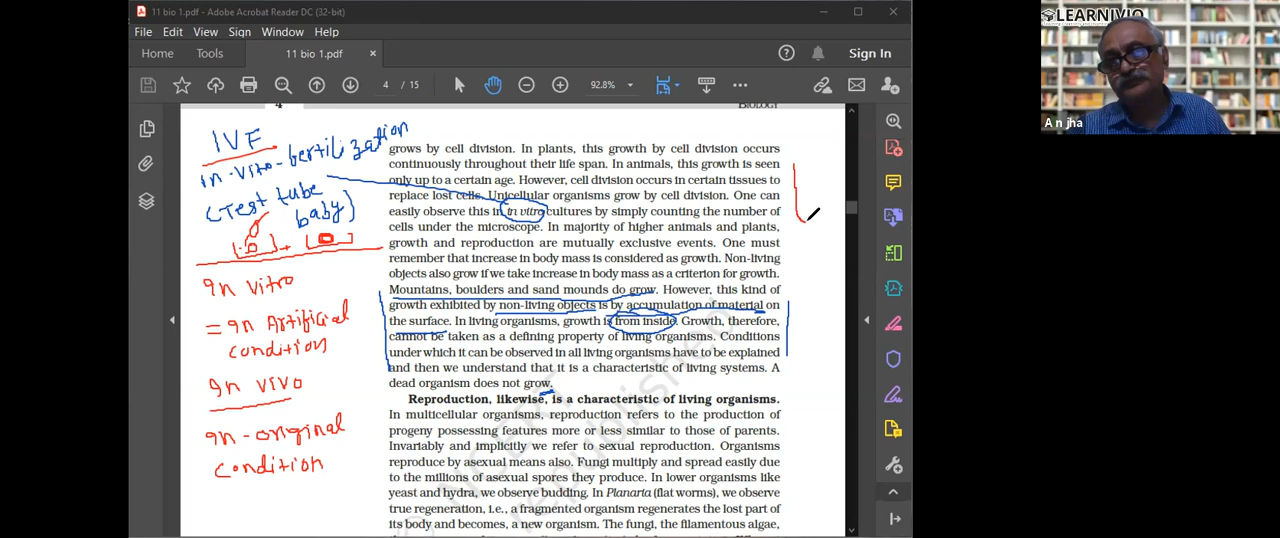 11 bio 1.pdf - Adobe Acrobat Reader DC (32-bit)
File Edit View Sign Window Help
Home Tools 11 bio 1.pdf Sign In
4 / 15 92.8%
LEARNIVIO
A n jha
4 BIOLOGY
grows by cell division. In plants, this growth by cell division occurs
continuously throughout their life span. In animals, this growth is seen
only up to a certain age. However, cell division occurs in certain tissues to
replace lost cells. Unicellular organisms grow by cell division. One can
easily observe this in in vitro cultures by simply counting the number of
cells under the microscope. In majority of higher animals and plants,
growth and reproduction are mutually exclusive events. One must
remember that increase in body mass is considered as growth. Non-living
objects also grow if we take increase in body mass as a criterion for growth.
Mountains, boulders and sand mounds do grow. However, this kind of
growth exhibited by non-living objects is by accumulation of material on
the surface. In living organisms, growth is from inside. Growth, therefore,
cannot be taken as a defining property of living organisms. Conditions
under which it can be observed in all living organisms have to be explained
and then we understand that it is a characteristic of living systems. A
dead organism does not grow.
Reproduction, likewise, is a characteristic of living organisms.
In multicellular organisms, reproduction refers to the production of
progeny possessing features more or less similar to those of parents.
Invariably and implicitly we refer to sexual reproduction. Organisms
reproduce by asexual means also. Fungi multiply and spread easily due
to the millions of asexual spores they produce. In lower organisms like
yeast and hydra, we observe budding. In Planaria (flat worms), we observe
true regeneration, i.e., a fragmented organism regenerates the lost part of
its body and becomes, a new organism. The fungi, the filamentous algae,
IVF
in-vitro-fertilization
(Test tube
baby)
+
In vitro
= In Artificial
condition
In vivo
In-original
condition
© NCERT
republished